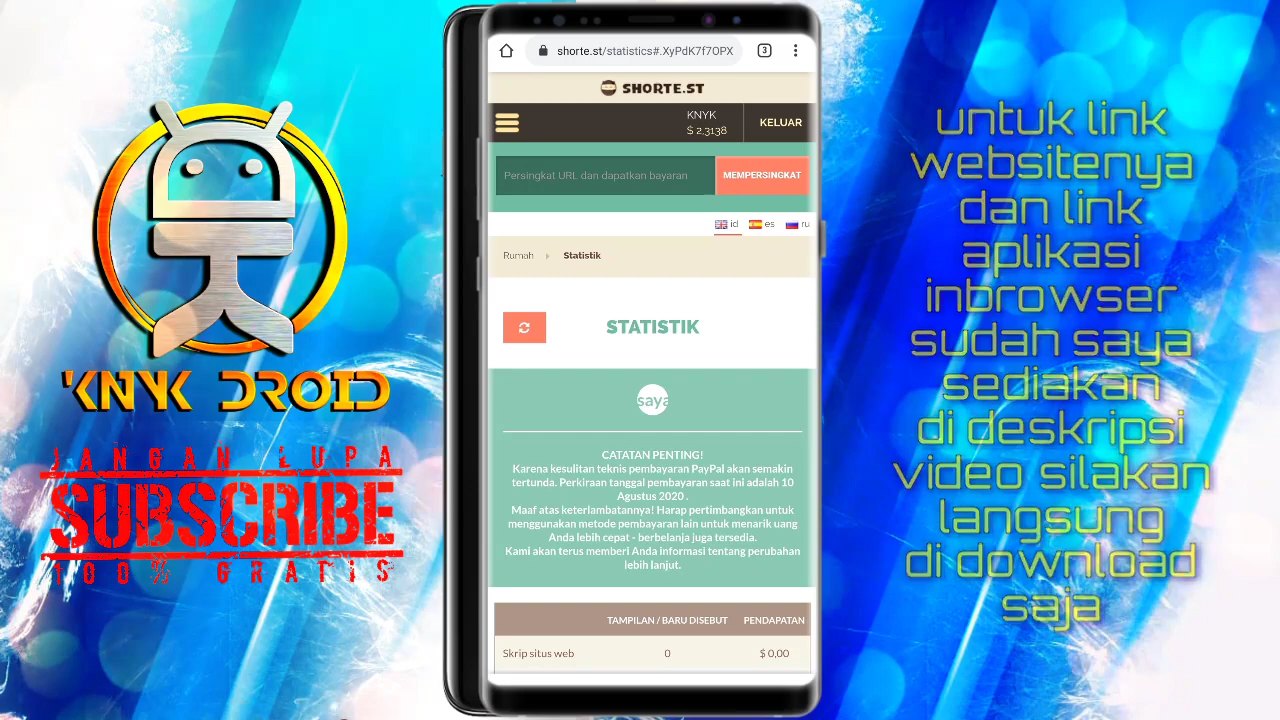 KNYK DROID
JANGAN LUPA
SUBSCRIBE
100% GRATIS
shorte.st/statistics#.XyPdK7f7OPX
3
SHORTE.ST
KNYK
$ 2,3138
KELUAR
Persingkat URL dan dapatkan bayaran
MEMPERSINGKAT
id
es
ru
Rumah
Statistik
STATISTIK
saya
CATATAN PENTING!
Karena kesulitan teknis pembayaran PayPal akan semakin
tertunda. Perkiraan tanggal pembayaran saat ini adalah 10
Agustus 2020 .
Maaf atas keterlambatannya! Harap pertimbangkan untuk
menggunakan metode pembayaran lain untuk menarik uang
Anda lebih cepat - berbelanja juga tersedia.
Kami akan terus memberi Anda informasi tentang perubahan
lebih lanjut.
TAMPILAN / BARU DISEBUT
PENDAPATAN
Skrip situs web
0
$ 0,00
untuk link
websitenya
dan link
aplikasi
inbrowser
sudah saya
sediakan
di deskripsi
video silakan
langsung
di download
saja